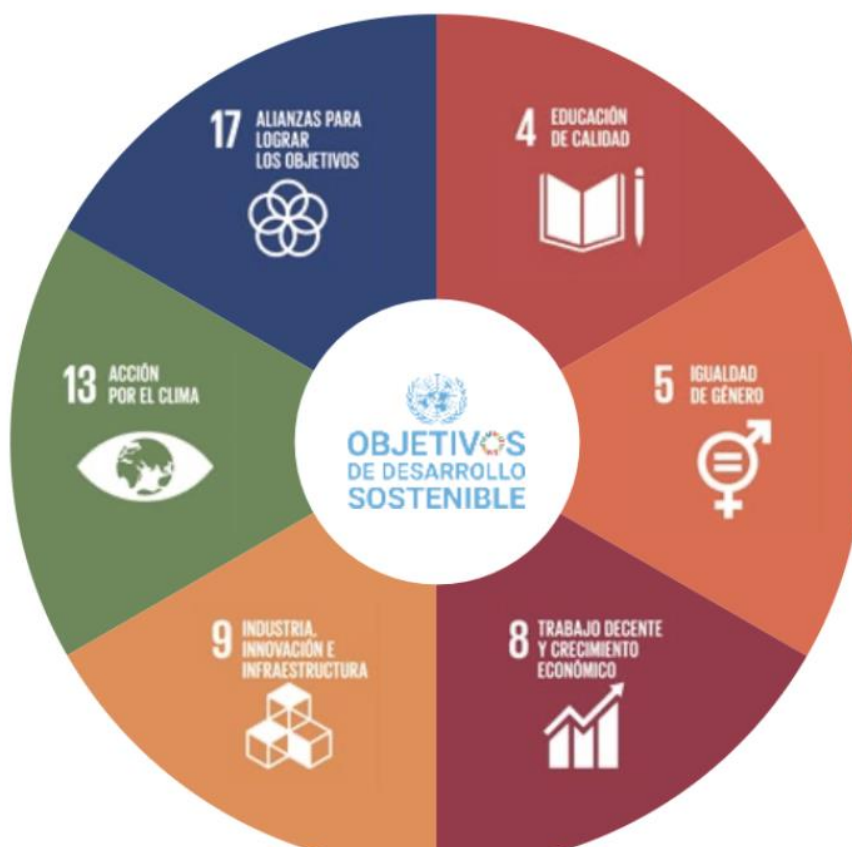 17 ALIANZAS PARA
LOGRAR
LOS OBJETIVOS
4 EDUCACIÓN
DE CALIDAD
13 ACCIÓN
POR EL CLIMA
5 IGUALDAD
DE GÉNERO
OBJETIVOS
DE DESARROLLO
SOSTENIBLE
9 INDUSTRIA,
INNOVACIÓN E
INFRAESTRUCTURA
8 TRABAJO DECENTE
Y CRECIMIENTO
ECONÓMICO